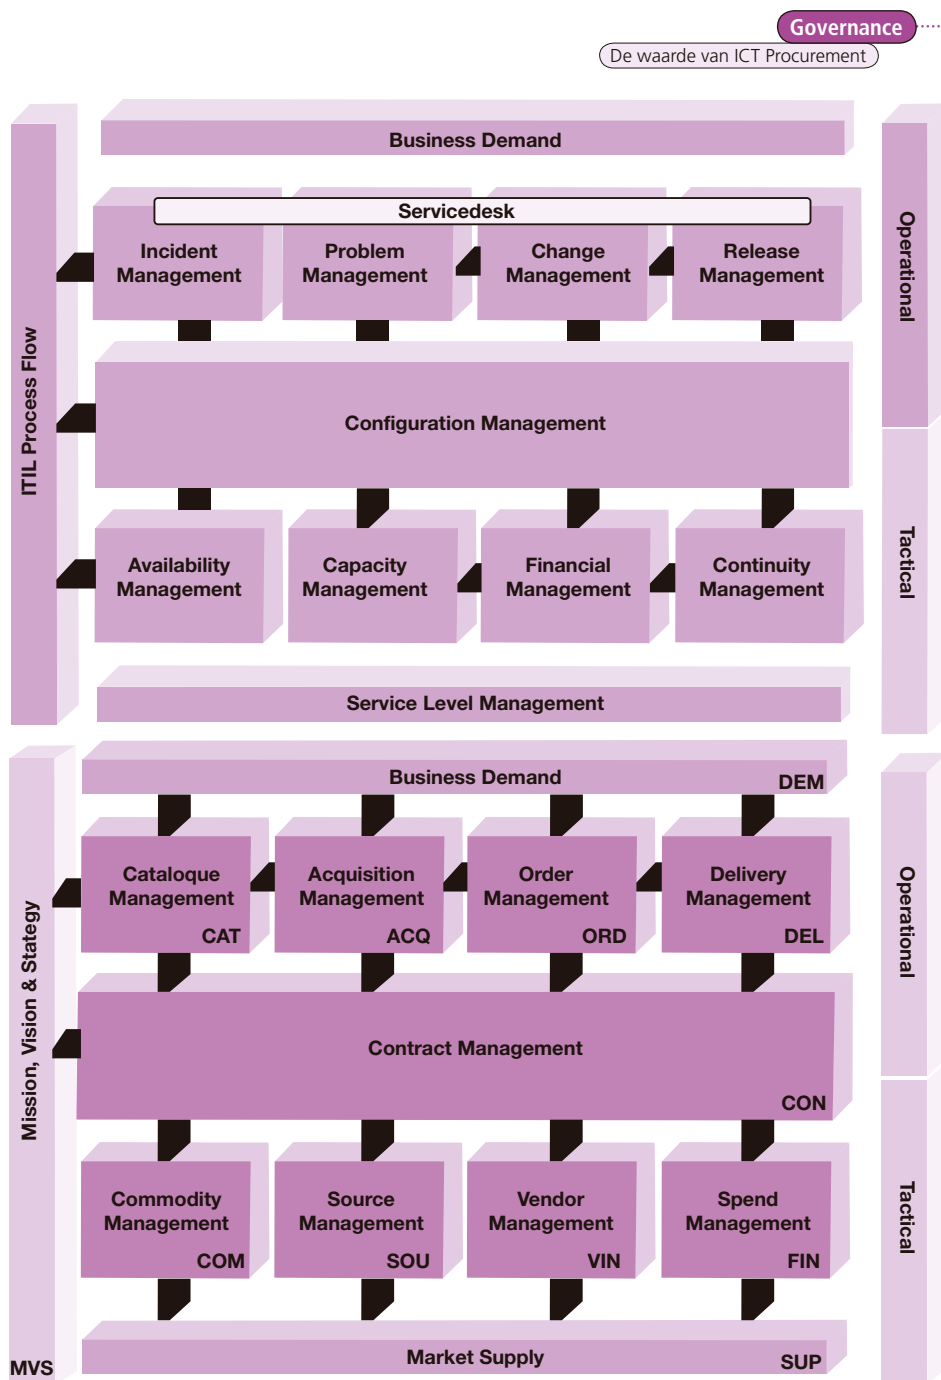 Governance
De waarde van ICT Procurement
Business Demand
Servicedesk
Incident
Management
Problem
Management
Change
Management
Release
Management
Operational
ITIL Process Flow
Configuration Management
Availability
Management
Capacity
Management
Financial
Management
Continuity
Management
Tactical
Service Level Management
Business Demand
DEM
Cataloque
Management
CAT
Acquisition
Management
ACQ
Order
Management
ORD
Delivery
Management
DEL
Operational
Mission, Vision & Stategy
Contract Management
CON
Commodity
Management
COM
Source
Management
SOU
Vendor
Management
VIN
Spend
Management
FIN
Tactical
Market Supply
SUP
MVS